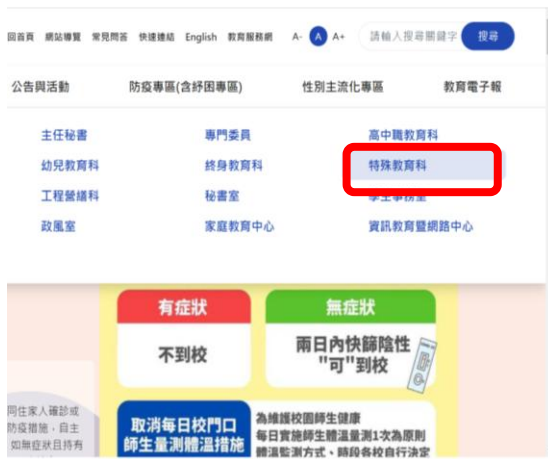 回首頁 網站導覽 常見問答 快速連結 English 教育服務網 A- A A+ 請輸入搜尋關鍵字 搜尋
公告與活動 防疫專區(含紓困專區) 性別主流化專區 教育電子報
主任秘書 專門委員 高中職教育科
幼兒教育科 終身教育科 特殊教育科
工程營繕科 秘書室 學生事務室
政風室 家庭教育中心 資訊教育暨網路中心
有症狀 無症狀
不到校 兩日內快篩陰性
"可"到校
同住家人確診或
防疫措施，自主
如無症狀且持有
取消每日校門口
師生量測體溫措施
為維護校園師生健康
每日實施師生體溫量測1次為原則
體溫監測方式、時段各校自行決定